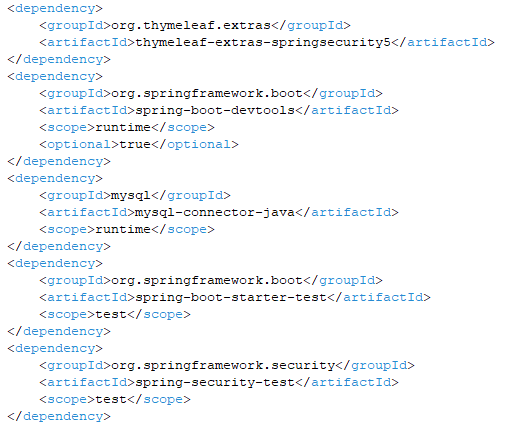 <dependency>
    <groupId>org.thymeleaf.extras</groupId>
    <artifactId>thymeleaf-extras-springsecurity5</artifactId>
</dependency>
<dependency>
    <groupId>org.springframework.boot</groupId>
    <artifactId>spring-boot-devtools</artifactId>
    <scope>runtime</scope>
    <optional>true</optional>
</dependency>
<dependency>
    <groupId>mysql</groupId>
    <artifactId>mysql-connector-java</artifactId>
    <scope>runtime</scope>
</dependency>
<dependency>
    <groupId>org.springframework.boot</groupId>
    <artifactId>spring-boot-starter-test</artifactId>
    <scope>test</scope>
</dependency>
<dependency>
    <groupId>org.springframework.security</groupId>
    <artifactId>spring-security-test</artifactId>
    <scope>test</scope>
</dependency>